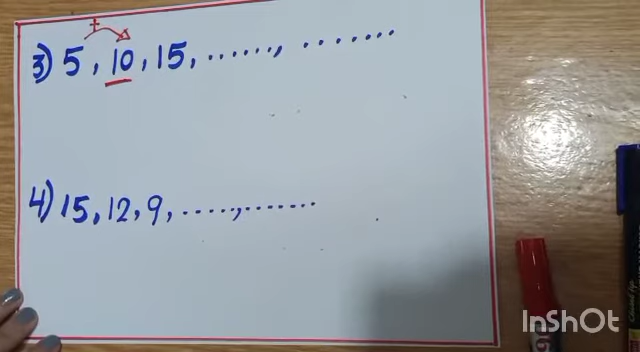 +
3) 5, 10, 15, ......, .......
4) 15, 12, 9, ....., .......
InShOt